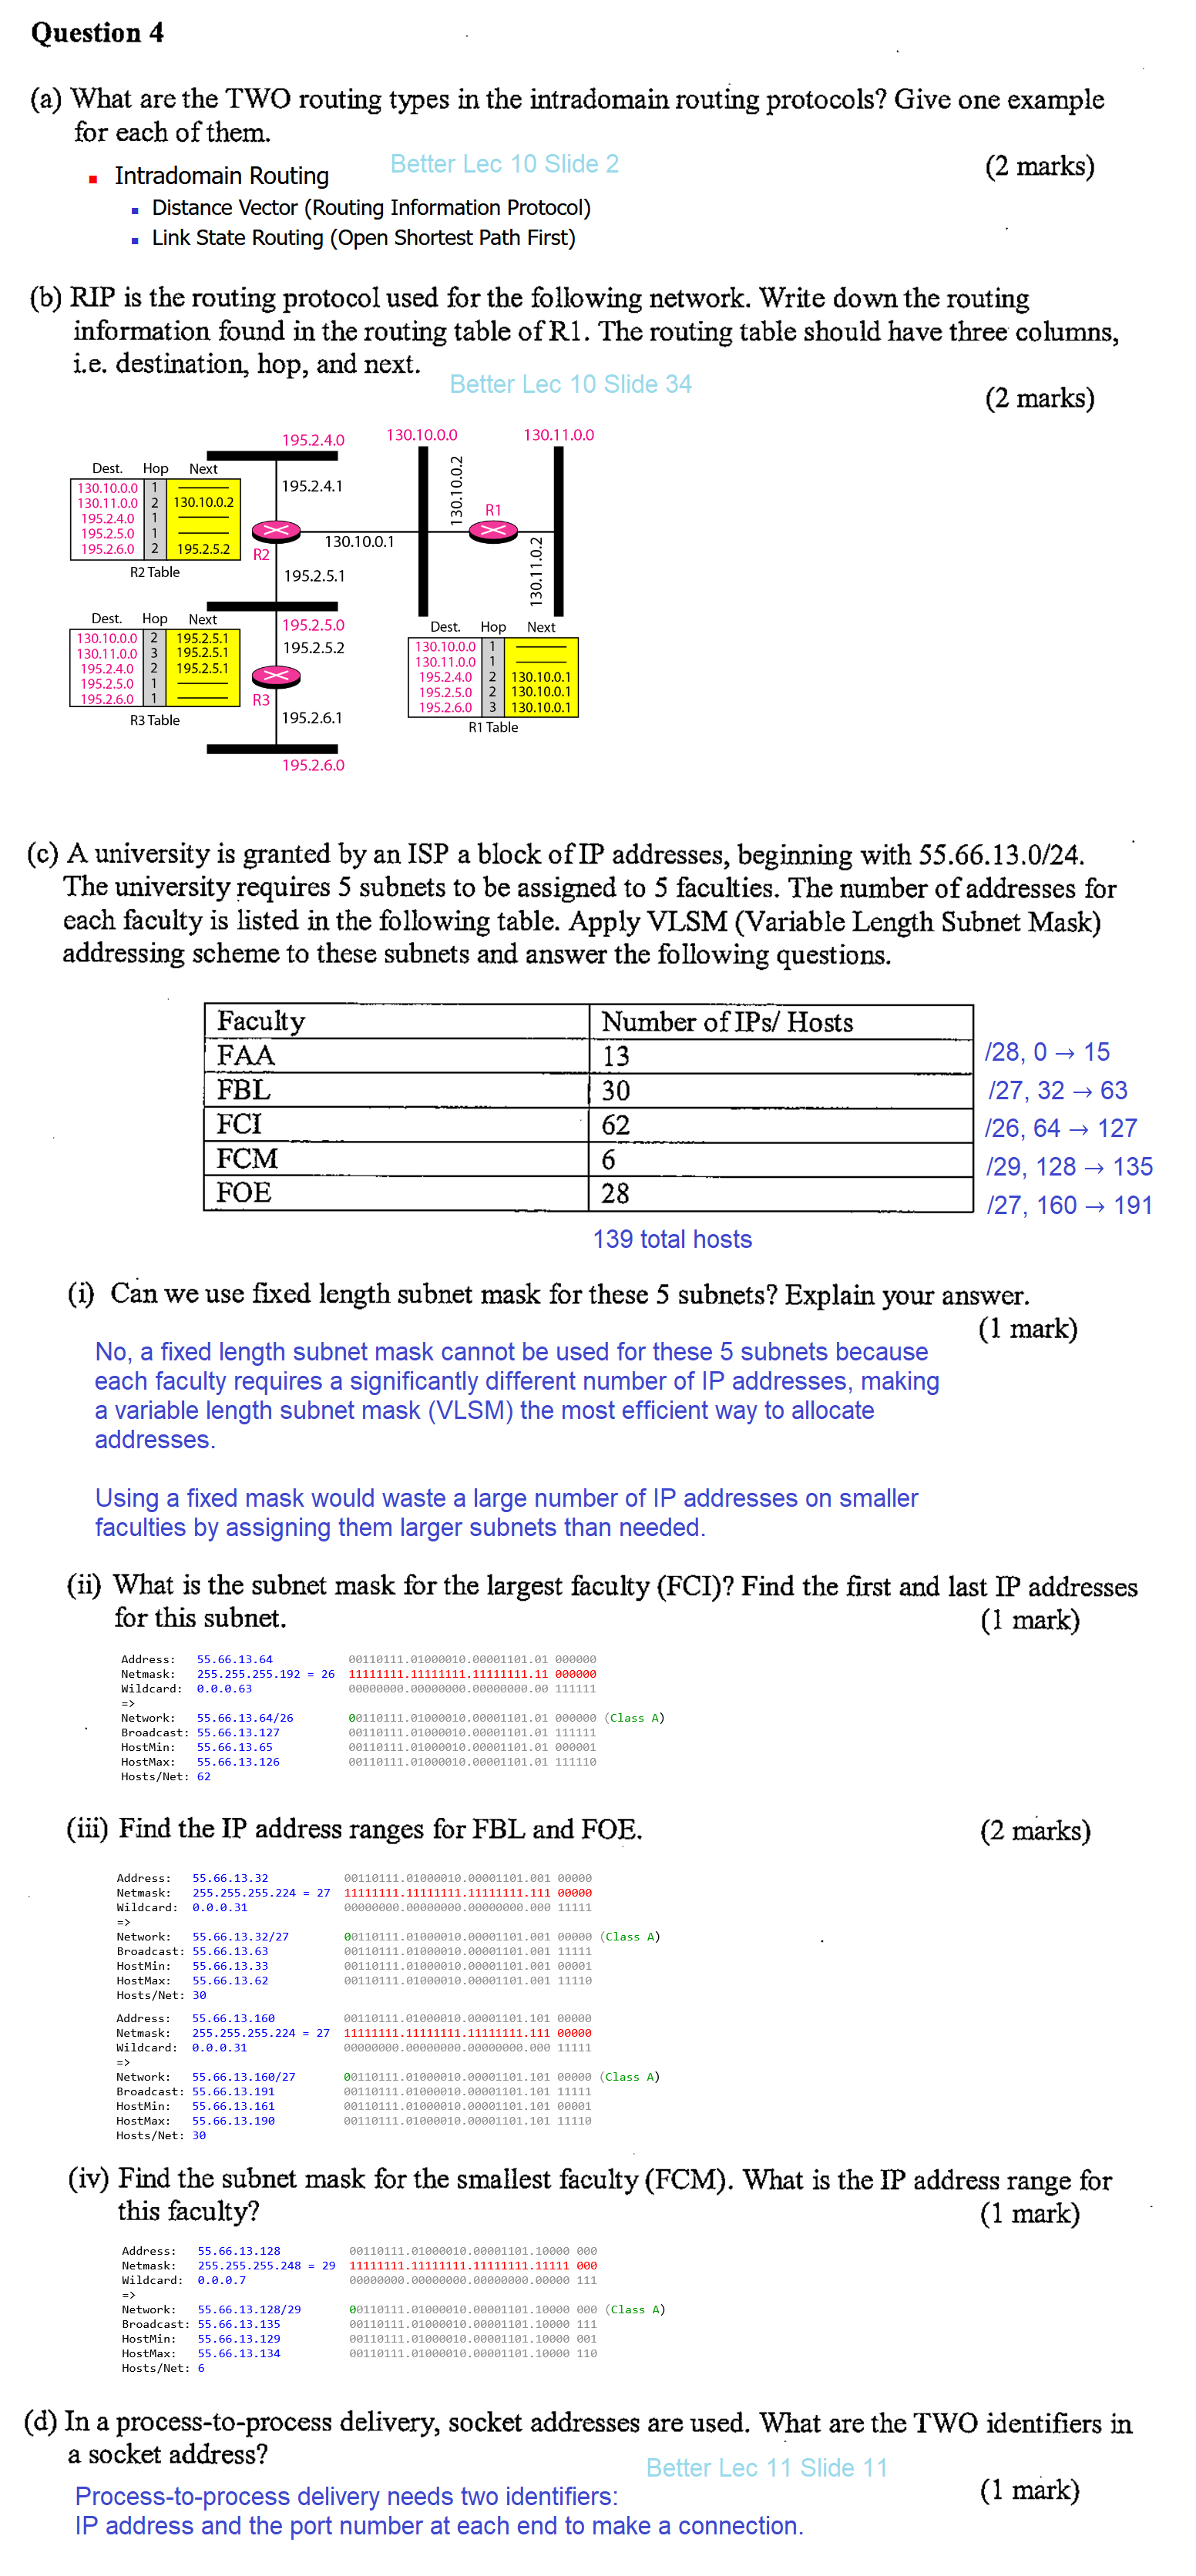 Question 4
(a) What are the TWO routing types in the intradomain routing protocols? Give one example
for each of them.
Better Lec 10 Slide 2
(2 marks)
Intradomain Routing
Distance Vector (Routing Information Protocol)
Link State Routing (Open Shortest Path First)
(b) RIP is the routing protocol used for the following network. Write down the routing
information found in the routing table of R1. The routing table should have three columns,
i.e. destination, hop, and next.
Better Lec 10 Slide 34
(2 marks)
195.2.4.0 130.10.0.0 130.11.0.0
Dest. Hop Next
130.10.0.0 1
130.11.0.0 2 130.10.0.2
195.2.4.0 1
195.2.5.0 1
195.2.6.0 2 195.2.5.2
R2 Table
195.2.4.1
130.10.0.2
R1
R2
130.10.0.1
130.11.0.2
195.2.5.1
Dest. Hop Next
130.10.0.0 2 195.2.5.1
130.11.0.0 3 195.2.5.1
195.2.4.0 2 195.2.5.1
195.2.5.0 1
195.2.6.0 1
R3 Table
195.2.5.0
195.2.5.2
R3
195.2.6.1
195.2.6.0
Dest. Hop Next
130.10.0.0 1
130.11.0.0 1
195.2.4.0 2 130.10.0.1
195.2.5.0 2 130.10.0.1
195.2.6.0 3 130.10.0.1
R1 Table
(c) A university is granted by an ISP a block of IP addresses, beginning with 55.66.13.0/24.
The university requires 5 subnets to be assigned to 5 faculties. The number of addresses for
each faculty is listed in the following table. Apply VLSM (Variable Length Subnet Mask)
addressing scheme to these subnets and answer the following questions.
Faculty Number of IPs/ Hosts
FAA 13 /28, 0 → 15
FBL 30 /27, 32 → 63
FCI 62 /26, 64 → 127
FCM 6 /29, 128 → 135
FOE 28 /27, 160 → 191
139 total hosts
(i) Can we use fixed length subnet mask for these 5 subnets? Explain your answer.
(1 mark)
No, a fixed length subnet mask cannot be used for these 5 subnets because
each faculty requires a significantly different number of IP addresses, making
a variable length subnet mask (VLSM) the most efficient way to allocate
addresses.
Using a fixed mask would waste a large number of IP addresses on smaller
faculties by assigning them larger subnets than needed.
(ii) What is the subnet mask for the largest faculty (FCI)? Find the first and last IP addresses
for this subnet.
(1 mark)
Address: 55.66.13.64 00110111.01000010.00001101.01 000000
Netmask: 255.255.255.192 = 26 11111111.11111111.11111111.11 000000
Wildcard: 0.0.0.63 00000000.00000000.00000000.00 111111
=>
Network: 55.66.13.64/26 00110111.01000010.00001101.01 000000 (Class A)
Broadcast: 55.66.13.127 00110111.01000010.00001101.01 111111
HostMin: 55.66.13.65 00110111.01000010.00001101.01 000001
HostMax: 55.66.13.126 00110111.01000010.00001101.01 111110
Hosts/Net: 62
(iii) Find the IP address ranges for FBL and FOE.
(2 marks)
Address: 55.66.13.32 00110111.01000010.00001101.001 00000
Netmask: 255.255.255.224 = 27 11111111.11111111.11111111.111 00000
Wildcard: 0.0.0.31 00000000.00000000.00000000.000 11111
=>
Network: 55.66.13.32/27 00110111.01000010.00001101.001 00000 (Class A)
Broadcast: 55.66.13.63 00110111.01000010.00001101.001 11111
HostMin: 55.66.13.33 00110111.01000010.00001101.001 00001
HostMax: 55.66.13.62 00110111.01000010.00001101.001 11110
Hosts/Net: 30
Address: 55.66.13.160 00110111.01000010.00001101.101 00000
Netmask: 255.255.255.224 = 27 11111111.11111111.11111111.111 00000
Wildcard: 0.0.0.31 00000000.00000000.00000000.000 11111
=>
Network: 55.66.13.160/27 00110111.01000010.00001101.101 00000 (Class A)
Broadcast: 55.66.13.191 00110111.01000010.00001101.101 11111
HostMin: 55.66.13.161 00110111.01000010.00001101.101 00001
HostMax: 55.66.13.190 00110111.01000010.00001101.101 11110
Hosts/Net: 30
(iv) Find the subnet mask for the smallest faculty (FCM). What is the IP address range for
this faculty?
(1 mark)
Address: 55.66.13.128 00110111.01000010.00001101.10000 000
Netmask: 255.255.255.248 = 29 11111111.11111111.11111111.11111 000
Wildcard: 0.0.0.7 00000000.00000000.00000000.00000 111
=>
Network: 55.66.13.128/29 00110111.01000010.00001101.10000 000 (Class A)
Broadcast: 55.66.13.135 00110111.01000010.00001101.10000 111
HostMin: 55.66.13.129 00110111.01000010.00001101.10000 001
HostMax: 55.66.13.134 00110111.01000010.00001101.10000 110
Hosts/Net: 6
(d) In a process-to-process delivery, socket addresses are used. What are the TWO identifiers in
a socket address?
Better Lec 11 Slide 11
(1 mark)
Process-to-process delivery needs two identifiers:
IP address and the port number at each end to make a connection.